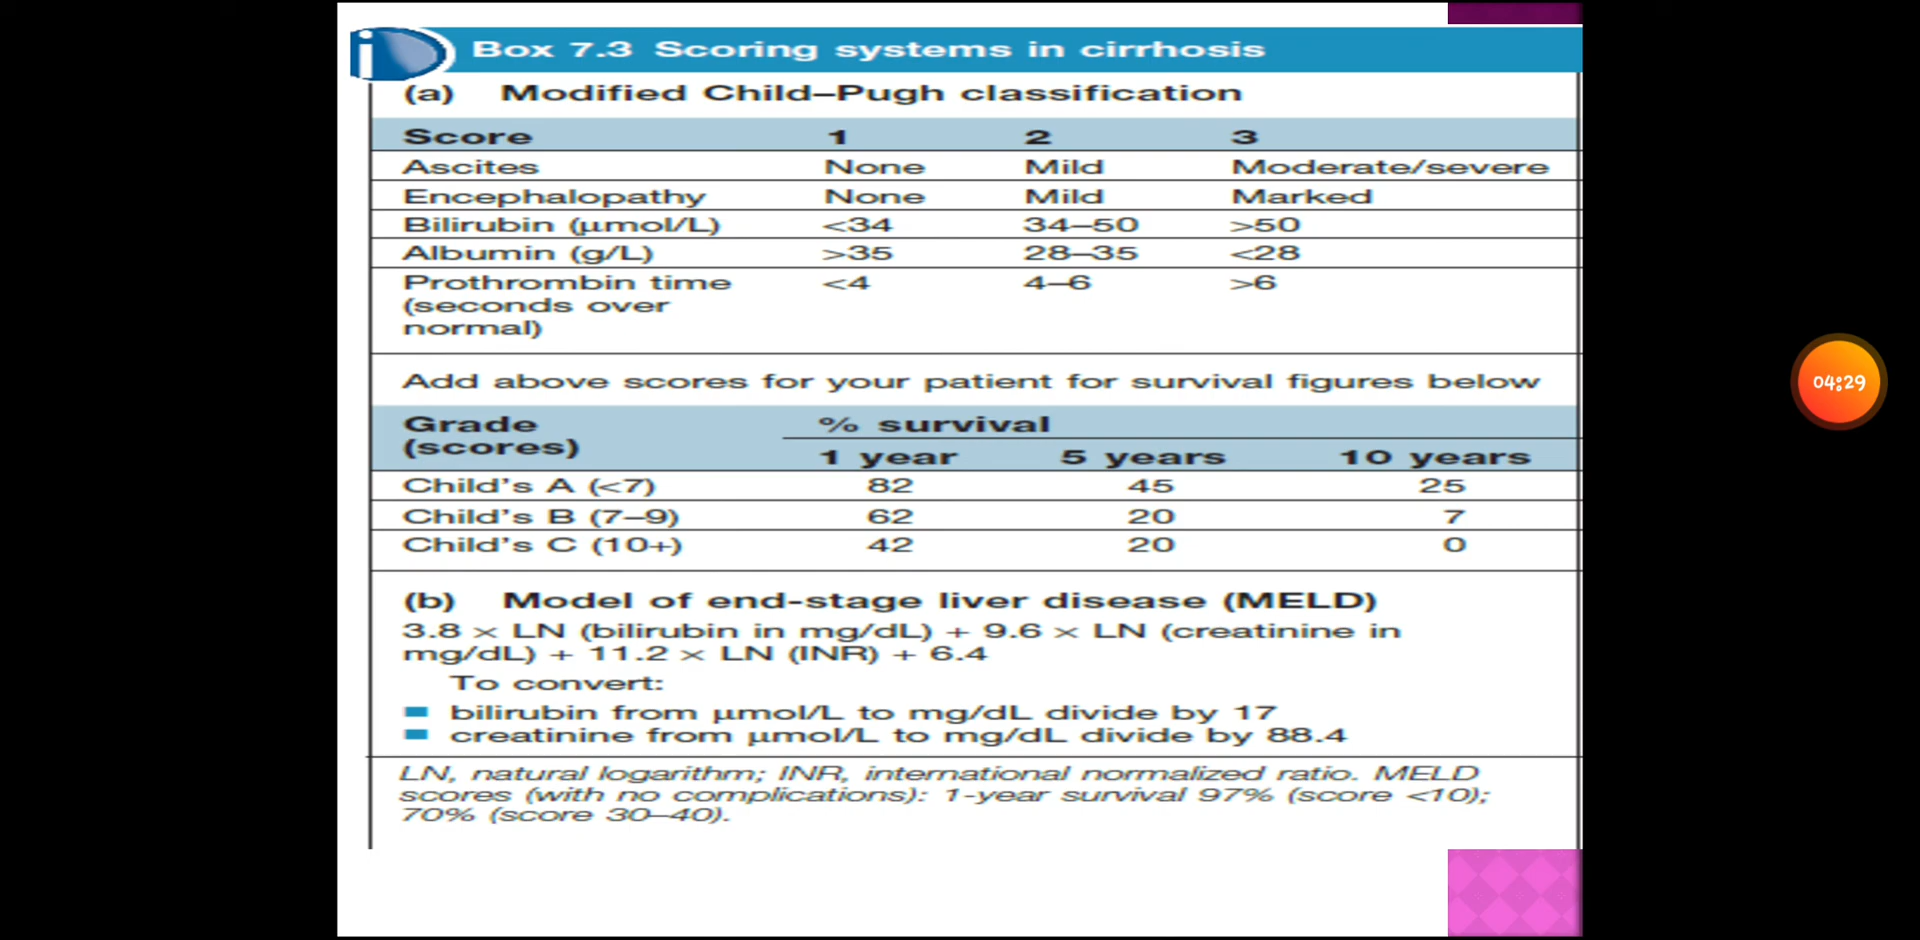 i
Box 7.3 Scoring systems in cirrhosis
(a) Modified Child–Pugh classification
Score 1 2 3
Ascites None Mild Moderate/severe
Encephalopathy None Mild Marked
Bilirubin (μmol/L) <34 34–50 >50
Albumin (g/L) >35 28–35 <28
Prothrombin time <4 4–6 >6
(seconds over
normal)
Add above scores for your patient for survival figures below
Grade % survival
(scores) 1 year 5 years 10 years
Child's A (<7) 82 45 25
Child's B (7–9) 62 20 7
Child's C (10+) 42 20 0
(b) Model of end-stage liver disease (MELD)
3.8 × LN (bilirubin in mg/dL) + 9.6 × LN (creatinine in
mg/dL) + 11.2 × LN (INR) + 6.4
To convert:
bilirubin from μmol/L to mg/dL divide by 17
creatinine from μmol/L to mg/dL divide by 88.4
LN, natural logarithm; INR, international normalized ratio. MELD
scores (with no complications): 1-year survival 97% (score <10);
70% (score 30–40).
04:29